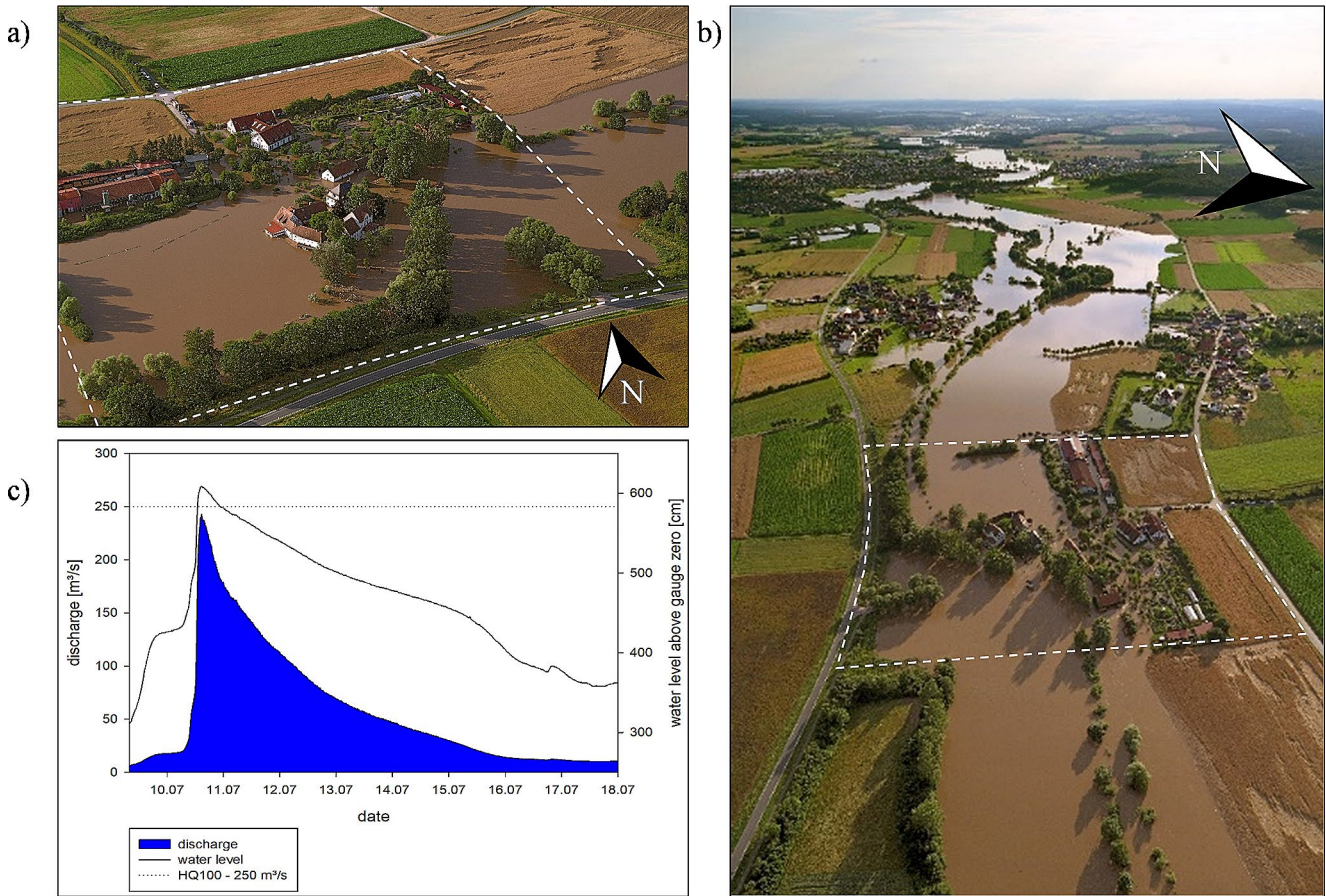 a)
N
b)
N
c)
300
250
200
150
100
50
0
discharge [m³/s]
600
500
400
300
water level above gauge zero [cm]
10.07 11.07 12.07 13.07 14.07 15.07 16.07 17.07 18.07
date
discharge
water level
HQ100 - 250 m³/s